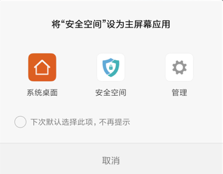 将“安全空间”设为主屏幕应用
系统桌面 安全空间 管理
下次默认选择此项，不再提示
取消